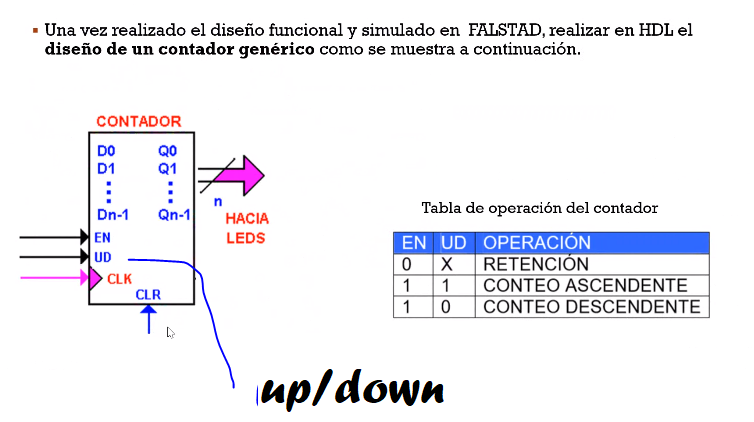 ▪ Una vez realizado el diseño funcional y simulado en FALSTAD, realizar en HDL el
diseño de un contador genérico como se muestra a continuación.
CONTADOR
D0 Q0
D1 Q1
Dn-1 Qn-1
n
HACIA
LEDS
EN
UD
CLK
CLR
Tabla de operación del contador
EN UD OPERACIÓN
0 X RETENCIÓN
1 1 CONTEO ASCENDENTE
1 0 CONTEO DESCENDENTE
up/down